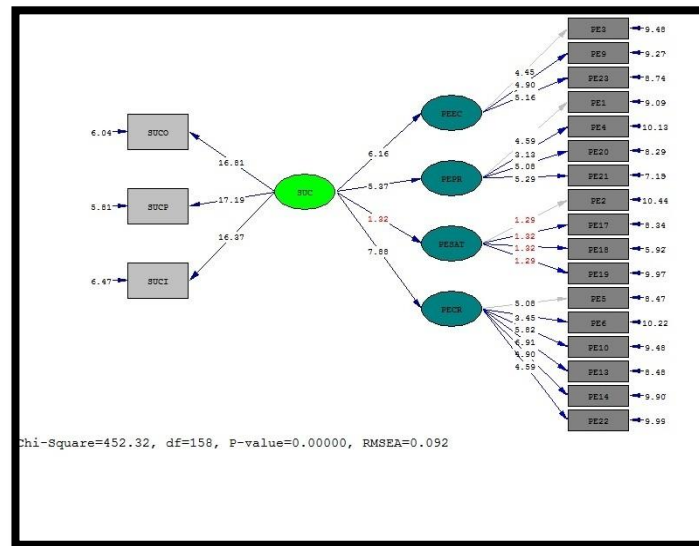 PE3
9.48
PE9
9.27
PE23
8.74
PE1
9.09
PE4
10.13
PE20
8.29
PE21
7.19
PE2
10.44
PE17
8.34
PE18
5.92
PE19
9.97
PE5
8.47
PE6
10.22
PE10
9.48
PE13
8.48
PE14
9.90
PE22
9.99
4.45
4.90
5.16
4.59
3.13
5.08
5.29
1.29
1.32
1.32
1.29
5.08
3.45
5.82
4.90
4.59
PEEC
PEPR
PESAT
PECR
6.16
5.37
1.32
7.88
SUC
16.81
17.19
16.37
6.04
SUCO
5.81
SUCP
6.47
SUCI
Chi-Square=452.32, df=158, P-value=0.00000, RMSEA=0.092